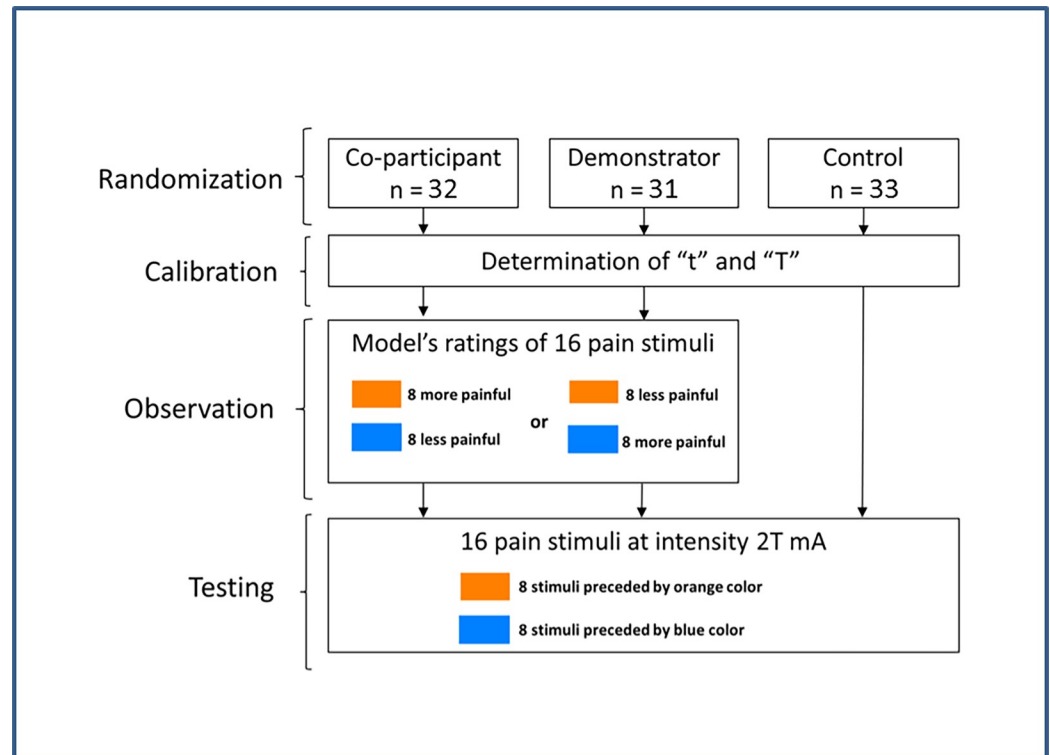 Randomization
Co-participant
n = 32
Demonstrator
n = 31
Control
n = 33
Calibration
Determination of “t” and “T”
Observation
Model’s ratings of 16 pain stimuli
8 more painful
8 less painful
or
8 less painful
8 more painful
Testing
16 pain stimuli at intensity 2T mA
8 stimuli preceded by orange color
8 stimuli preceded by blue color